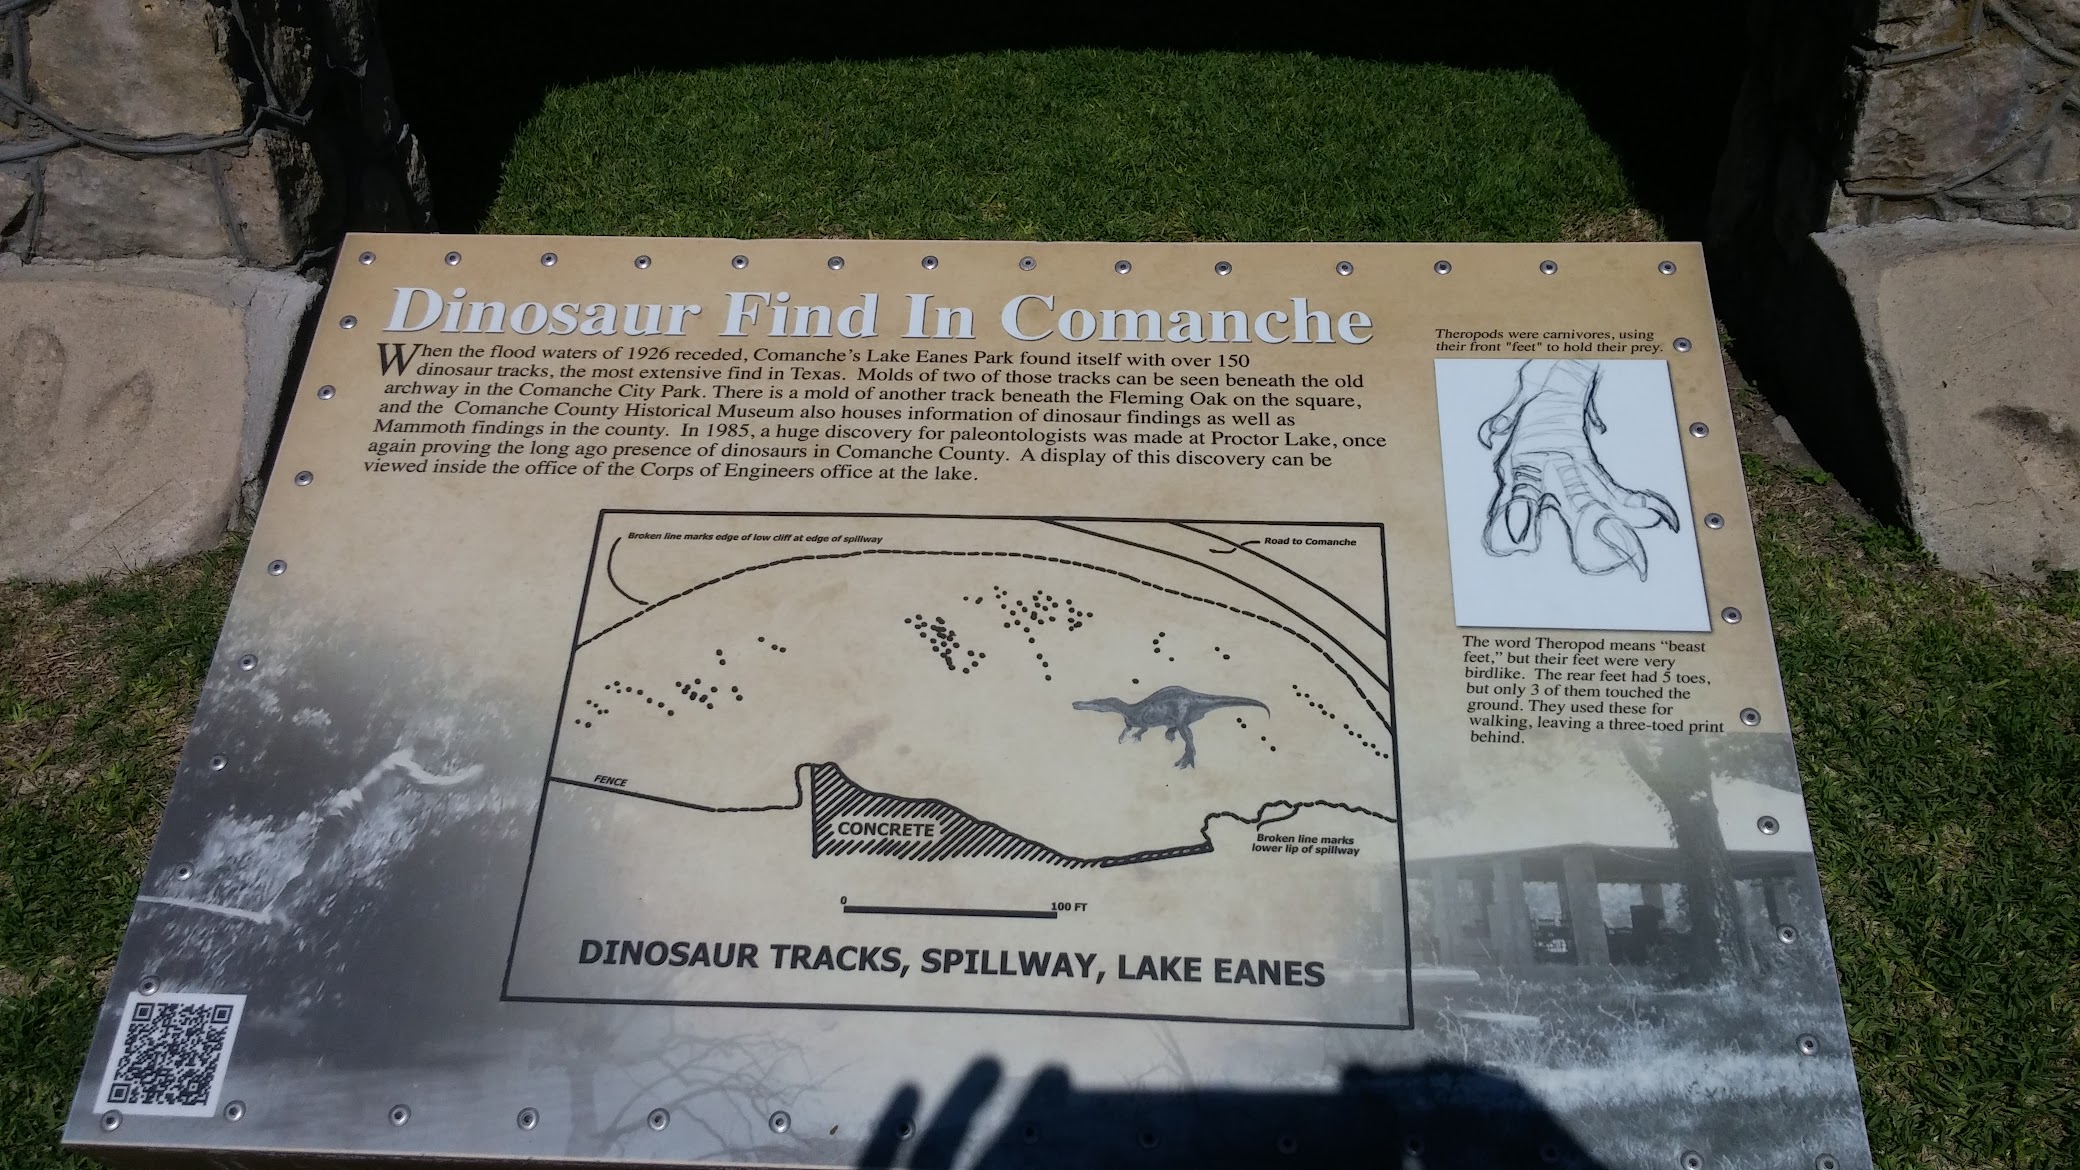 Dinosaur Find In Comanche
When the flood waters of 1926 receded, Comanche's Lake Eanes Park found itself with over 150
dinosaur tracks, the most extensive find in Texas. Molds of two of those tracks can be seen beneath the old
archway in the Comanche City Park. There is a mold of another track beneath the Fleming Oak on the square,
and the Comanche County Historical Museum also houses information of dinosaur findings as well as
Mammoth findings in the county. In 1985, a huge discovery for paleontologists was made at Proctor Lake, once
again proving the long ago presence of dinosaurs in Comanche County. A display of this discovery can be
viewed inside the office of the Corps of Engineers office at the lake.
Theropods were carnivores, using
their front "feet" to hold their prey.
The word Theropod means “beast
feet,” but their feet were very
birdlike. The rear feet had 5 toes,
but only 3 of them touched the
ground. They used these for
walking, leaving a three-toed print
behind.
Broken line marks edge of low cliff at edge of spillway
Road to Comanche
FENCE
CONCRETE
Broken line marks
lower lip of spillway
0 100 FT
DINOSAUR TRACKS, SPILLWAY, LAKE EANES